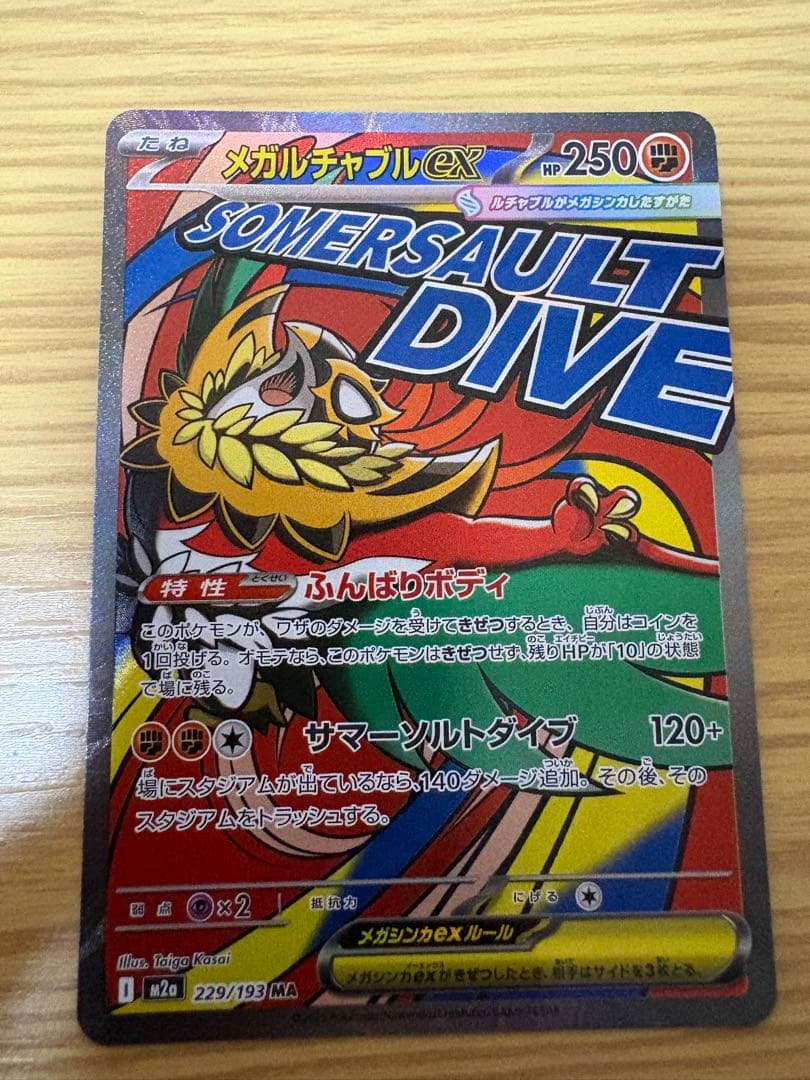 たね
メガルチャブルex HP250
ルチャブルがメガシンカしたすがた
SOMERSAULT
DIVE
特性 とくせい ふんばりボディ
このポケモンが、ワザのダメージを受けてきぜつするとき、自分はコインを
1回投げる。オモテなら、このポケモンはきぜつせず、残りHPが「10」の状態
で場に残る。
サマーソルトダイブ 120+
場にスタジアムが出ているなら、140ダメージ追加。その後、その
スタジアムをトラッシュする。
弱点 ×2 抵抗力 にげる
メガシンカexルール
メガシンカexがきぜつしたとき、相手はサイドを3枚とる。
Illus. Taiga Kasai
I m2a 229/193 MA